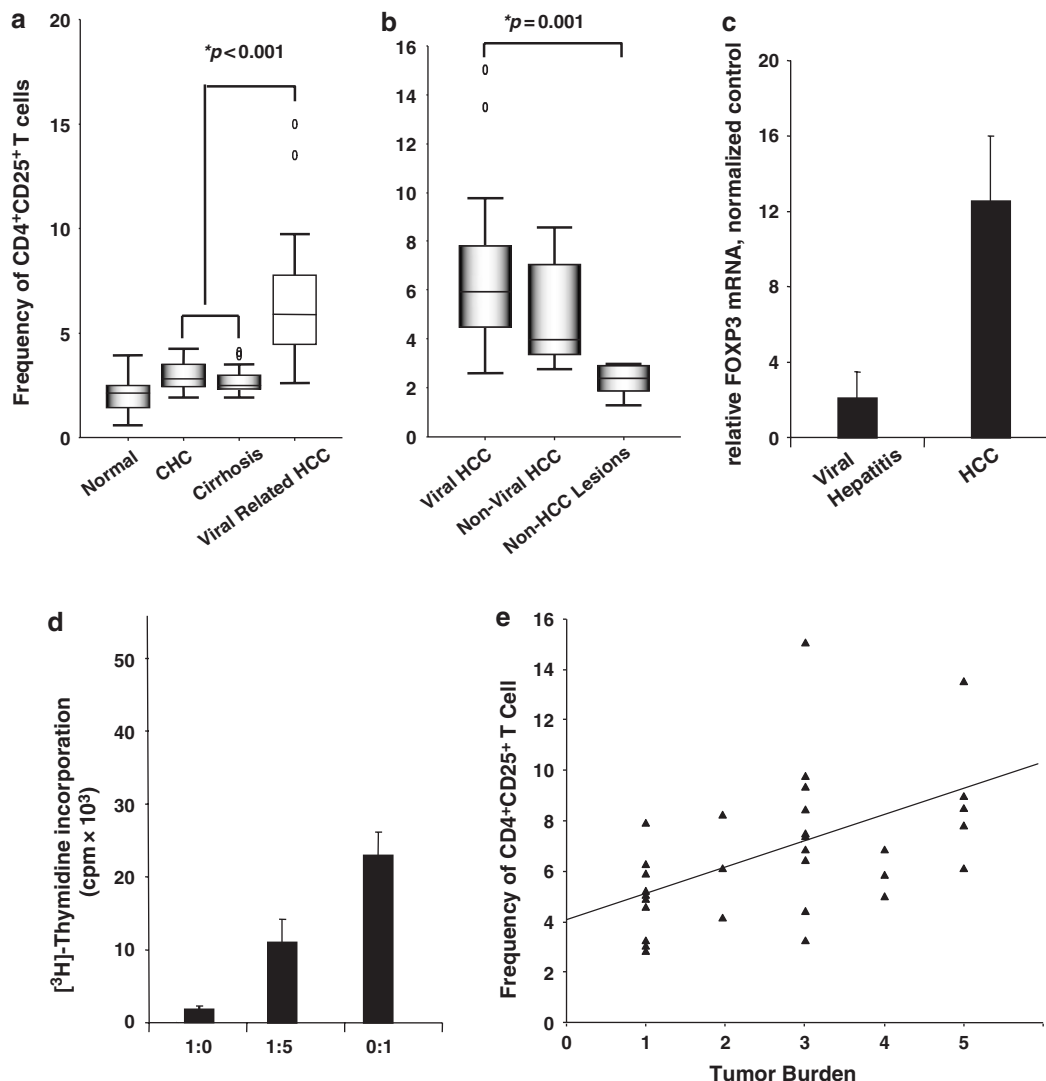 a
*p<0.001
Frequency of CD4+CD25+ T cells
20
15
10
5
0
Normal
CHC
Cirrhosis
Viral Related HCC
b
*p=0.001
16
14
12
10
8
6
4
2
0
Viral HCC
Non-Viral HCC
Non-HCC Lesions
c
relative FOXP3 mRNA, normalized control
20
16
12
8
4
0
Viral
Hepatitis
HCC
d
[³H]-Thymidine incorporation
(cpm × 10³)
50
40
30
20
10
0
1:0
1:5
0:1
e
Frequency of CD4+CD25+ T Cell
16
14
12
10
8
6
4
2
0
0
1
2
3
4
5
Tumor Burden